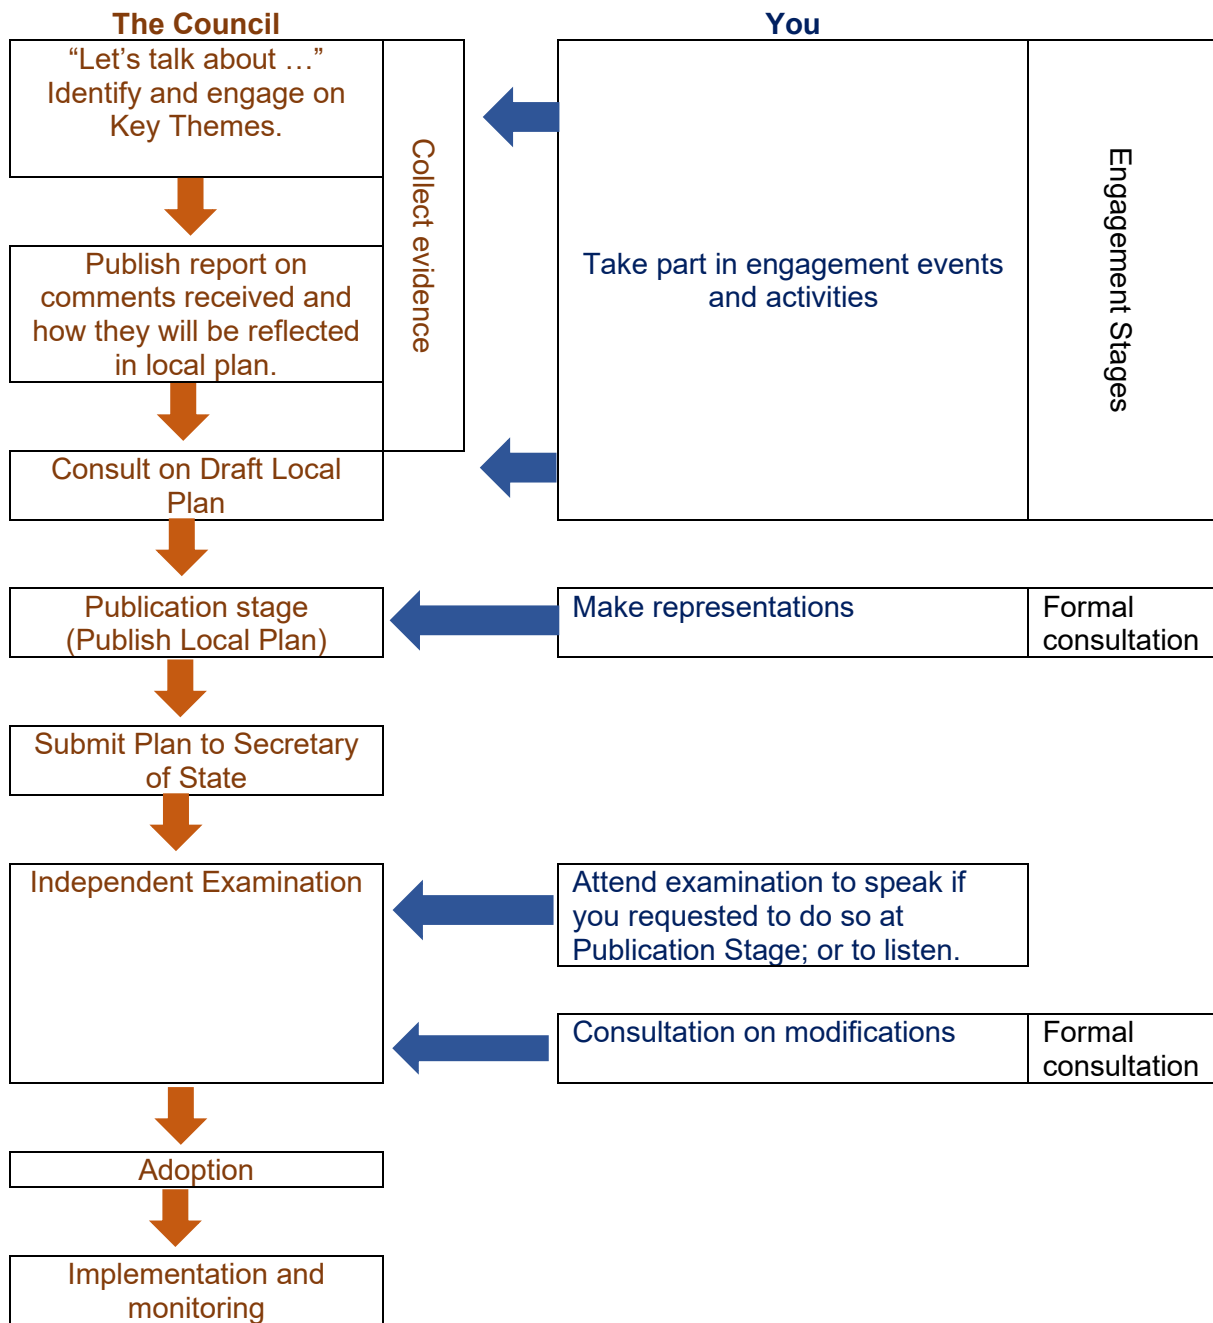 The Council
You
“Let’s talk about …”
Identify and engage on
Key Themes.
Collect evidence
Publish report on
comments received and
how they will be reflected
in local plan.
Take part in engagement events
and activities
Engagement Stages
Consult on Draft Local
Plan
Publication stage
(Publish Local Plan)
Make representations
Formal
consultation
Submit Plan to Secretary
of State
Independent Examination
Attend examination to speak if
you requested to do so at
Publication Stage; or to listen.
Consultation on modifications
Formal
consultation
Adoption
Implementation and
monitoring